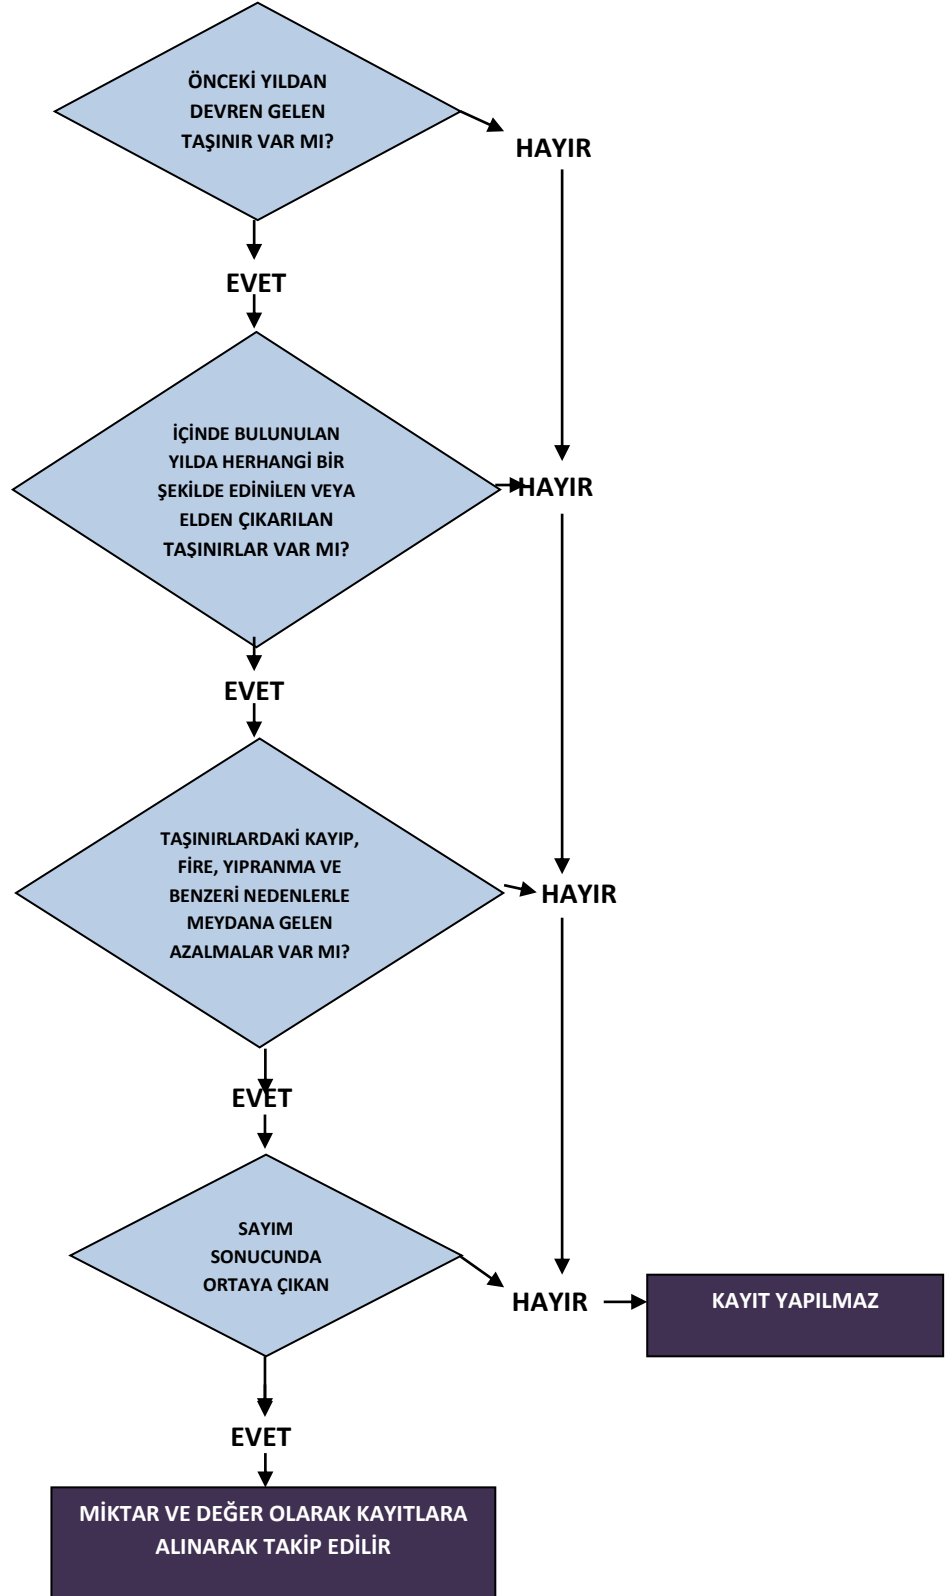 ÖNCEKİ YILDAN
DEVREN GELEN
TAŞINIR VAR MI?
HAYIR
EVET
İÇİNDE BULUNULAN
YILDA HERHANGİ BİR
ŞEKİLDE EDİNİLEN VEYA
ELDEN ÇIKARILAN
TAŞINIRLAR VAR MI?
HAYIR
EVET
TAŞINIRLARDAKİ KAYIP,
FİRE, YIPRANMA VE
BENZERİ NEDENLERLE
MEYDANA GELEN
AZALMALAR VAR MI?
HAYIR
EVET
SAYIM
SONUCUNDA
ORTAYA ÇIKAN
HAYIR
KAYIT YAPILMAZ
EVET
MİKTAR VE DEĞER OLARAK KAYITLARA
ALINARAK TAKİP EDİLİR